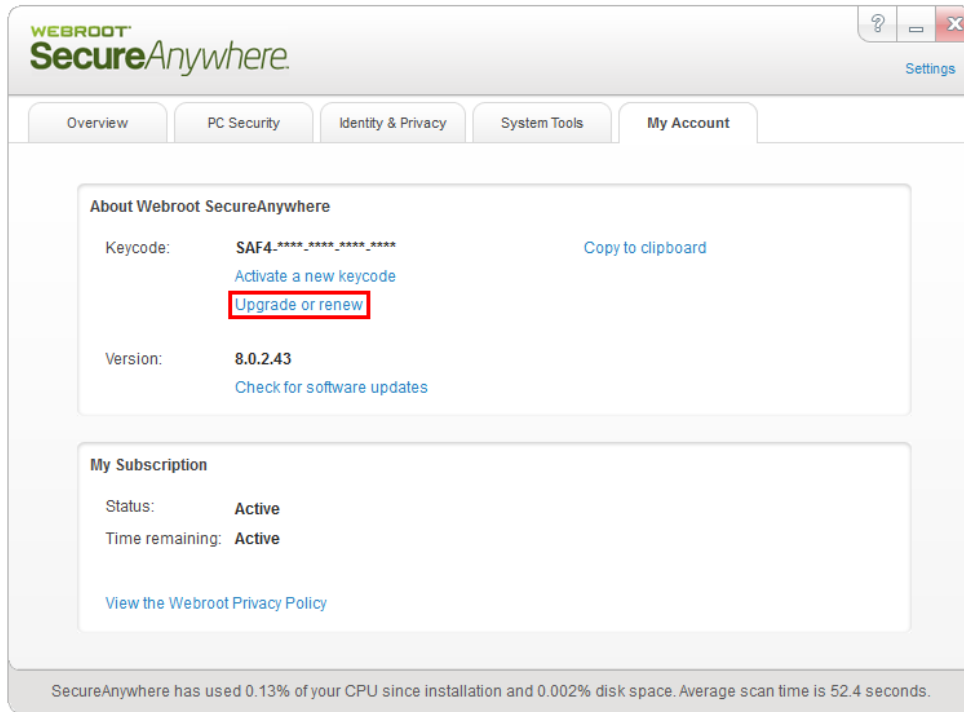 WEBROOT
SecureAnywhere
?
Settings
Overview PC Security Identity & Privacy System Tools My Account
About Webroot SecureAnywhere
Keycode: SAF4-****-****-****-**** Copy to clipboard
Activate a new keycode
Upgrade or renew
Version: 8.0.2.43
Check for software updates
My Subscription
Status: Active
Time remaining: Active
View the Webroot Privacy Policy
SecureAnywhere has used 0.13% of your CPU since installation and 0.002% disk space. Average scan time is 52.4 seconds.